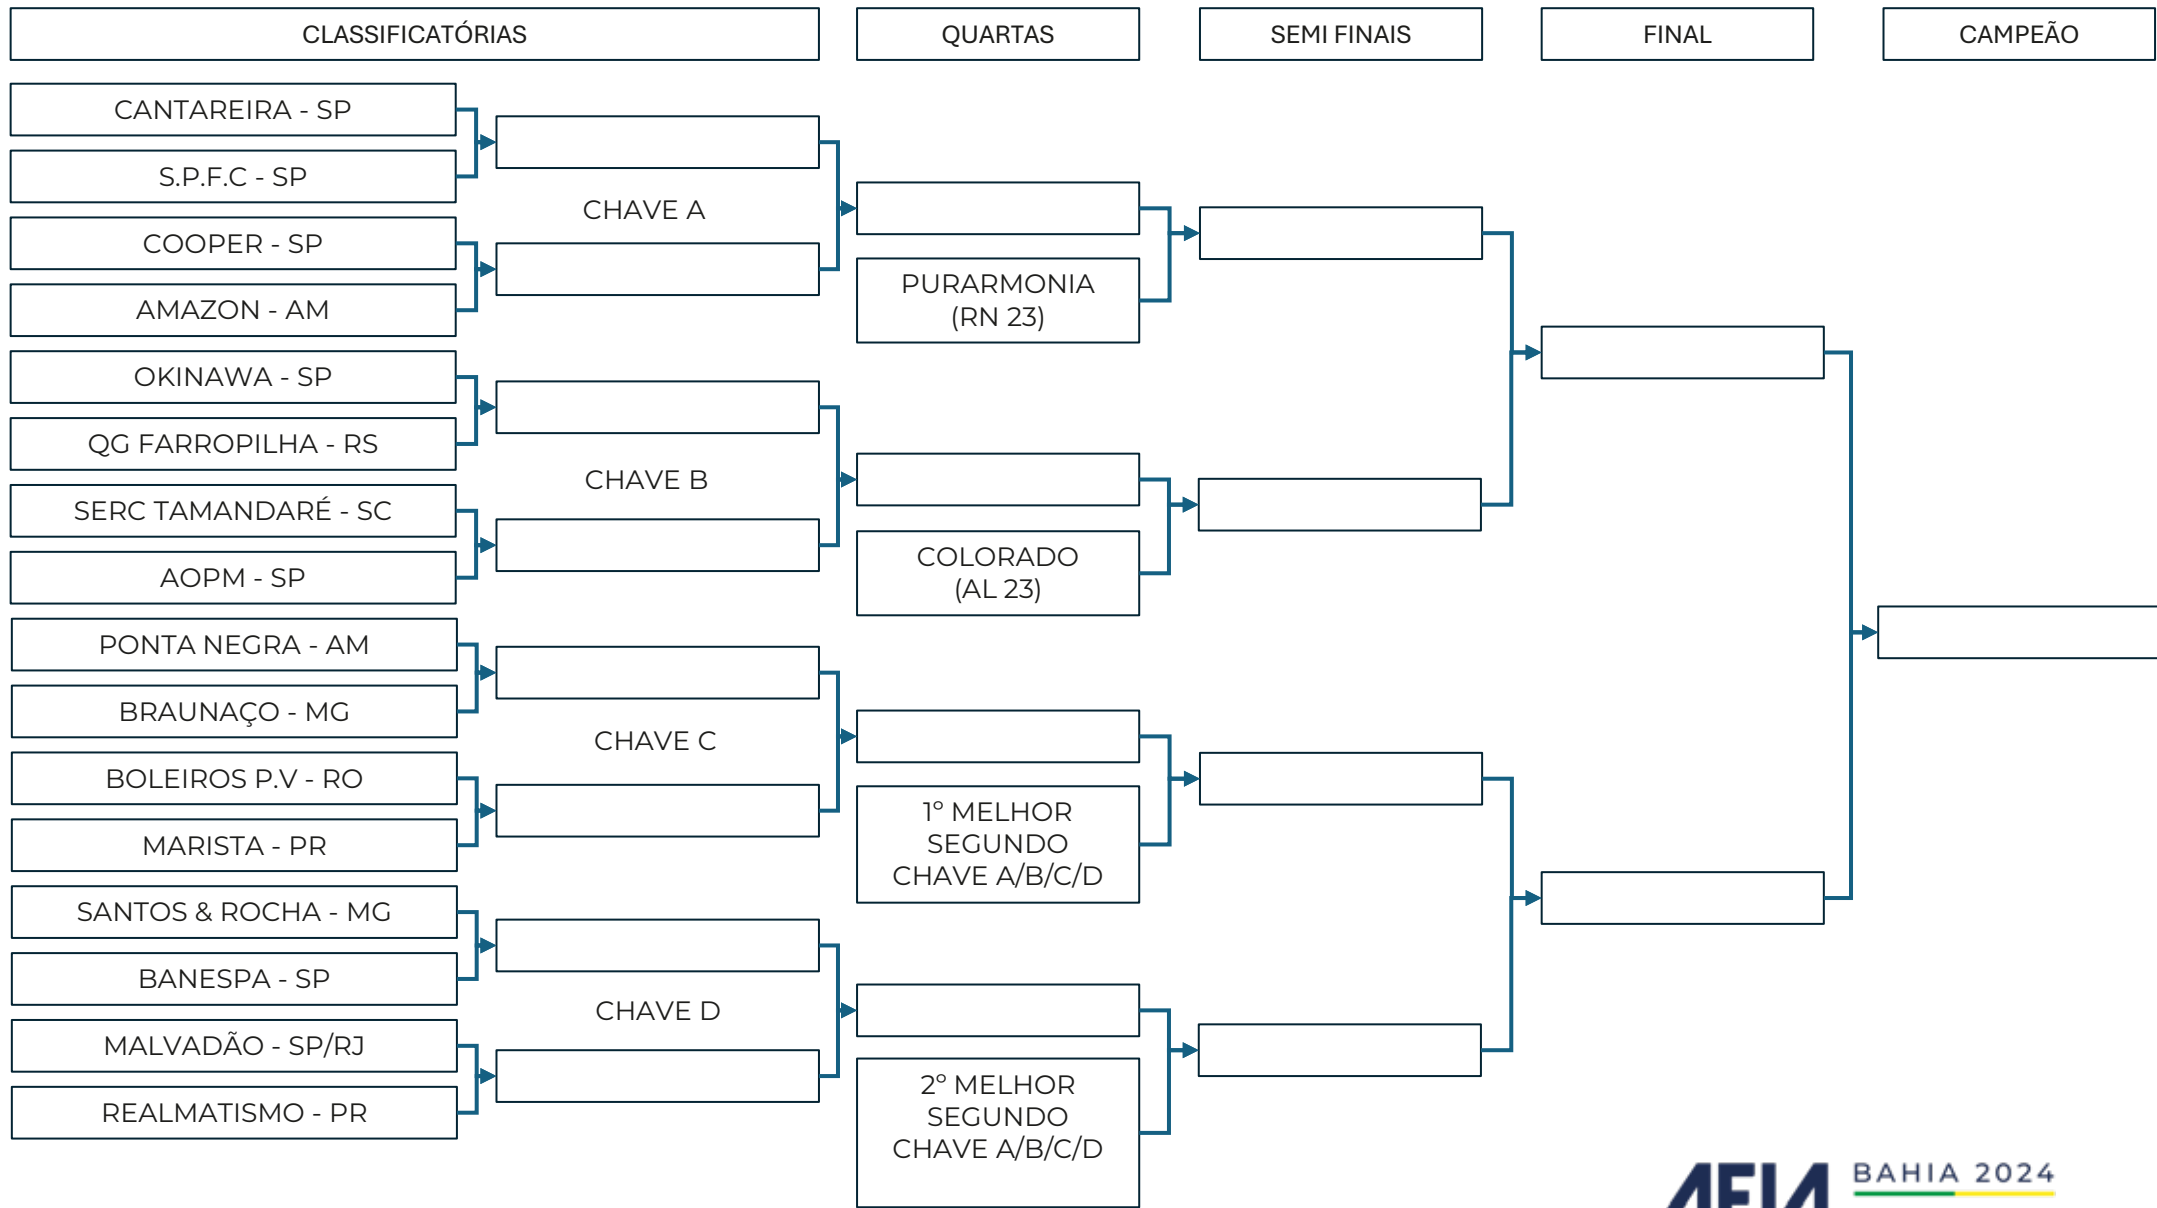 CLASSIFICATÓRIAS
QUARTAS
SEMI FINAIS
FINAL
CAMPEÃO
CANTAREIRA - SP
S.P.F.C - SP
CHAVE A
COOPER - SP
AMAZON - AM
PURARMONIA
(RN 23)
OKINAWA - SP
QG FARROPILHA - RS
CHAVE B
SERC TAMANDARÉ - SC
AOPM - SP
COLORADO
(AL 23)
PONTA NEGRA - AM
BRAUNAÇO - MG
CHAVE C
BOLEIROS P.V - RO
MARISTA - PR
1º MELHOR
SEGUNDO
CHAVE A/B/C/D
SANTOS & ROCHA - MG
BANESPA - SP
CHAVE D
MALVADÃO - SP/RJ
REALMATISMO - PR
2º MELHOR
SEGUNDO
CHAVE A/B/C/D
BAHIA 2024